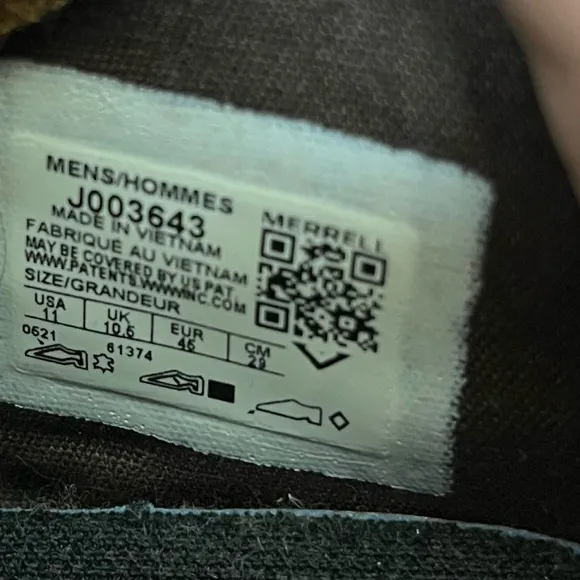 MENS/HOMMES
J003643
MADE IN VIETNAM
FABRIQUÉ AU VIETNAM
MAY BE COVERED BY US PAT
WWW.PATENTS.WWWINC.COM
SIZE/GRANDEUR
USA UK EUR CM
11 10.5 45 29
0621 61374
MERRELL